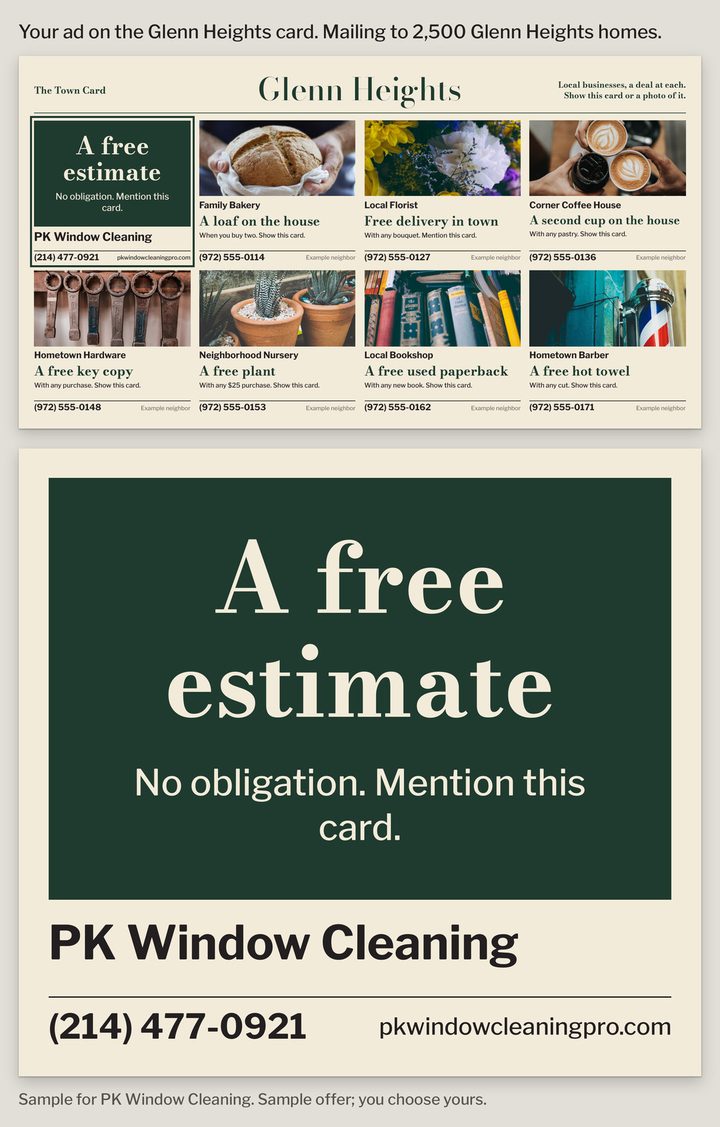 Your ad on the Glenn Heights card. Mailing to 2,500 Glenn Heights homes.
The Town Card
Glenn Heights
Local businesses, a deal at each.
Show this card or a photo of it.
A free
estimate
No obligation. Mention this
card.
PK Window Cleaning
(214) 477-0921
pkwindowcleaningpro.com
Family Bakery
A loaf on the house
When you buy two. Show this card.
(972) 555-0114
Example neighbor
Local Florist
Free delivery in town
With any bouquet. Mention this card.
(972) 555-0127
Example neighbor
Corner Coffee House
A second cup on the house
With any pastry. Show this card.
(972) 555-0136
Example neighbor
Hometown Hardware
A free key copy
With any purchase. Show this card.
(972) 555-0148
Example neighbor
Neighborhood Nursery
A free plant
With any $25 purchase. Show this card.
(972) 555-0153
Example neighbor
Local Bookshop
A free used paperback
With any new book. Show this card.
(972) 555-0162
Example neighbor
Hometown Barber
A free hot towel
With any cut. Show this card.
(972) 555-0171
Example neighbor
A free
estimate
No obligation. Mention this
card.
PK Window Cleaning
(214) 477-0921
pkwindowcleaningpro.com
Sample for PK Window Cleaning. Sample offer; you choose yours.